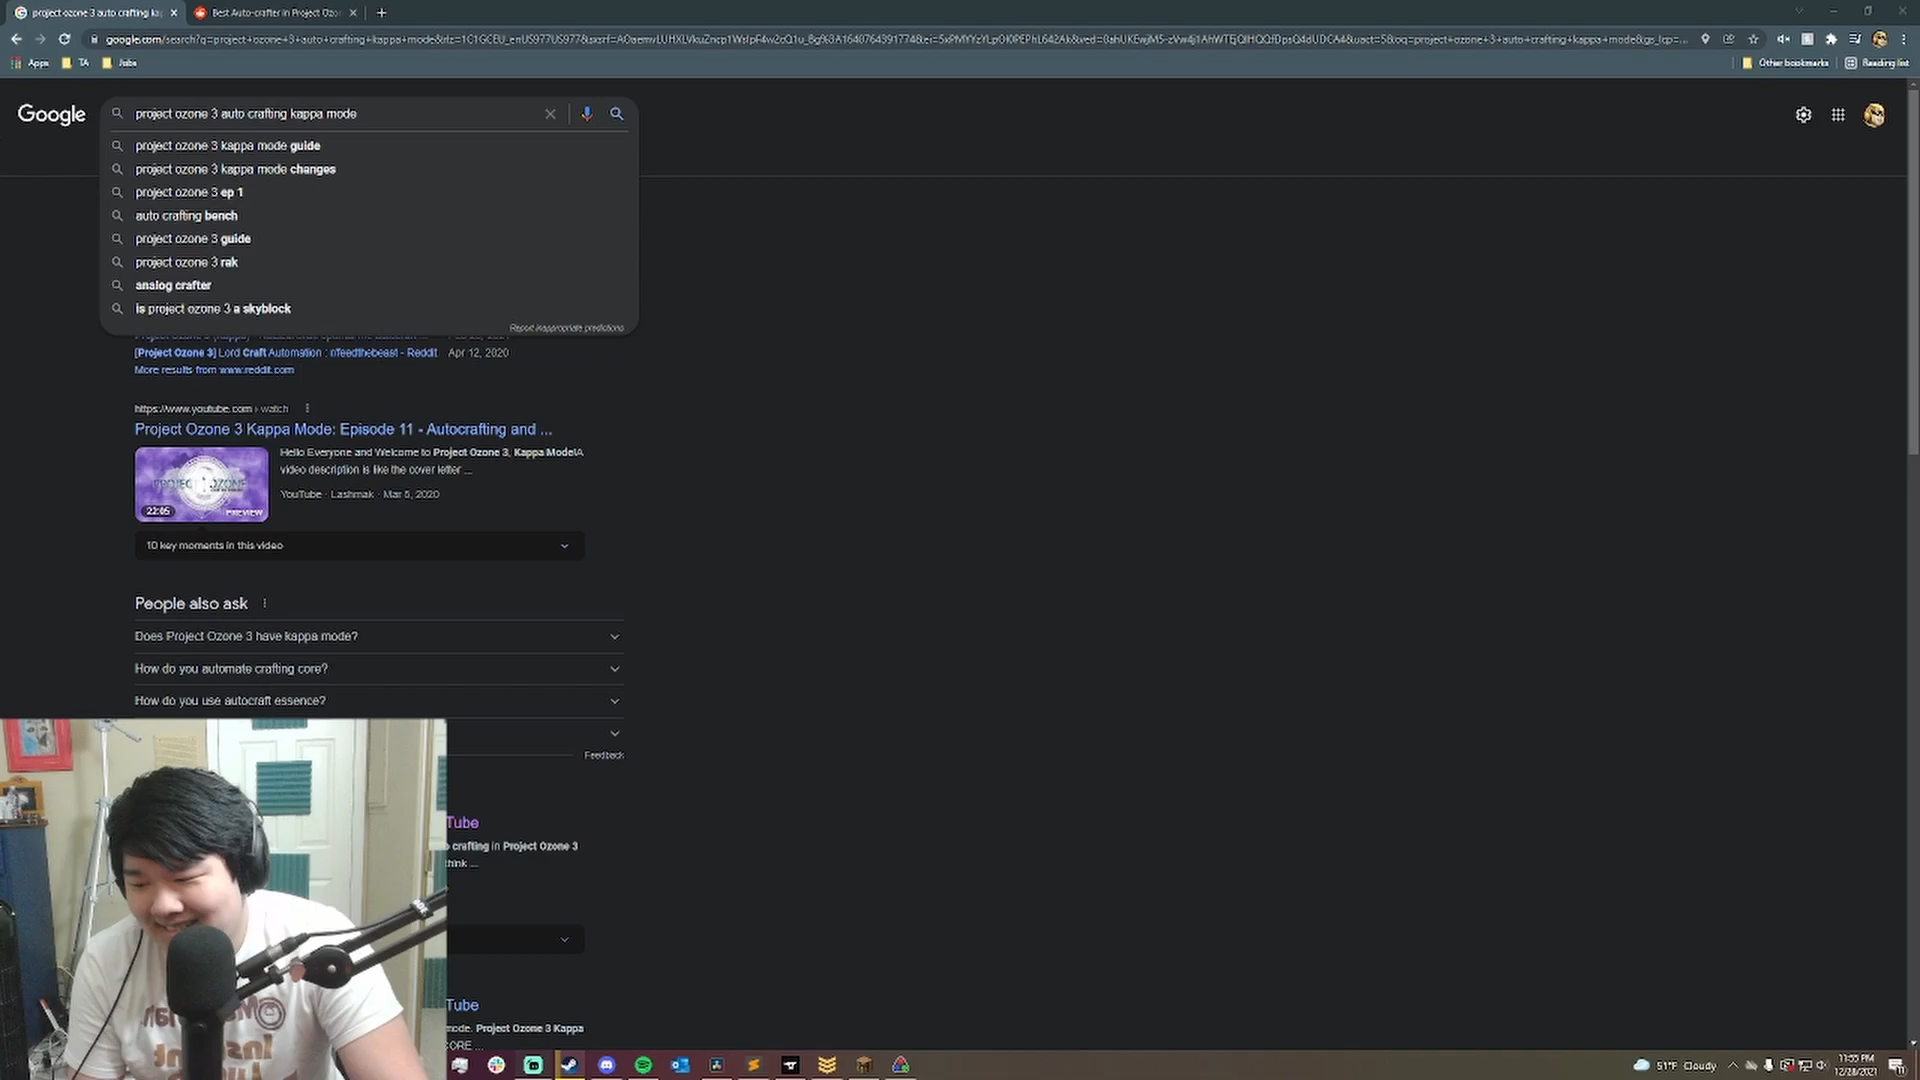 project ozone 3 auto crafting ka
Best Auto-crafter in Project Ozo
Apps
TA
Jobs
Other bookmarks
Reading list
Google
project ozone 3 auto crafting kappa mode
project ozone 3 kappa mode guide
project ozone 3 kappa mode changes
project ozone 3 ep 1
auto crafting bench
project ozone 3 guide
project ozone 3 rak
analog crafter
is project ozone 3 a skyblock
Report inappropriate predictions
[Project Ozone 3] Lord Craft Automation : r/feedthebeast - Reddit Apr 12, 2020
More results from www.reddit.com
https://www.youtube.com › watch
Project Ozone 3 Kappa Mode: Episode 11 - Autocrafting and ...
Hello Everyone and Welcome to Project Ozone 3, Kappa Mode!A
video description is like the cover letter ...
YouTube · Lashmak · Mar 5, 2020
PROJECT OZONE
22:05
PREVIEW
10 key moments in this video
People also ask
Does Project Ozone 3 have kappa mode?
How do you automate crafting core?
How do you use autocraft essence?
Feedback
Tube
crafting in Project Ozone 3
think ...
Tube
mode. Project Ozone 3 Kappa
CORE ...
51°F Cloudy
11:55 PM
12/28/2021